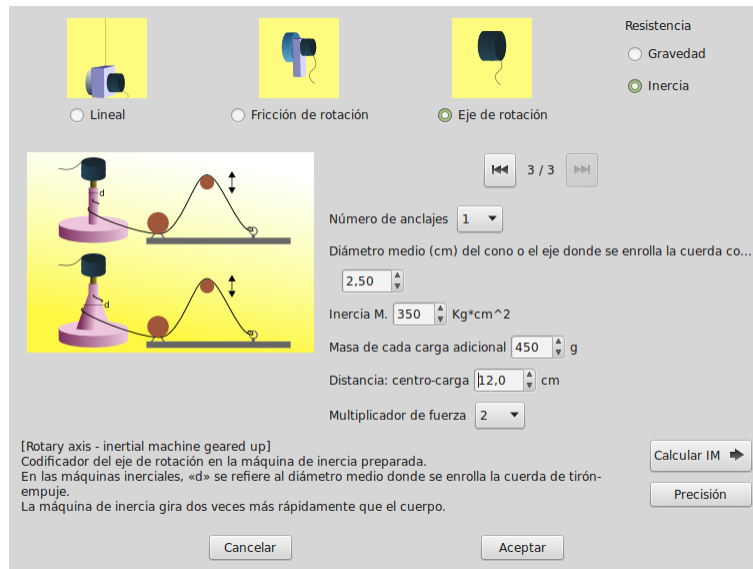 Resistencia
Gravedad
Inercia
Lineal
Fricción de rotación
Eje de rotación
3 / 3
d
d
Número de anclajes 1
Diámetro medio (cm) del cono o el eje donde se enrolla la cuerda co...
2,50
Inercia M. 350 Kg*cm^2
Masa de cada carga adicional 450 g
Distancia: centro-carga 12,0 cm
Multiplicador de fuerza 2
[Rotary axis - inertial machine geared up]
Codificador del eje de rotación en la máquina de inercia preparada.
En las máquinas inerciales, «d» se refiere al diámetro medio donde se enrolla la cuerda de tirón-
empuje.
La máquina de inercia gira dos veces más rápidamente que el cuerpo.
Calcular IM
Precisión
Cancelar
Aceptar